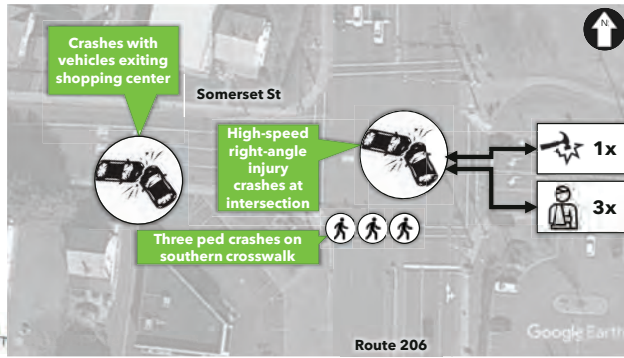 N
Crashes with
vehicles exiting
shopping center
Somerset St
High-speed
right-angle
injury
crashes at
intersection
1x
3x
Three ped crashes on
southern crosswalk
Route 206
Google Earth